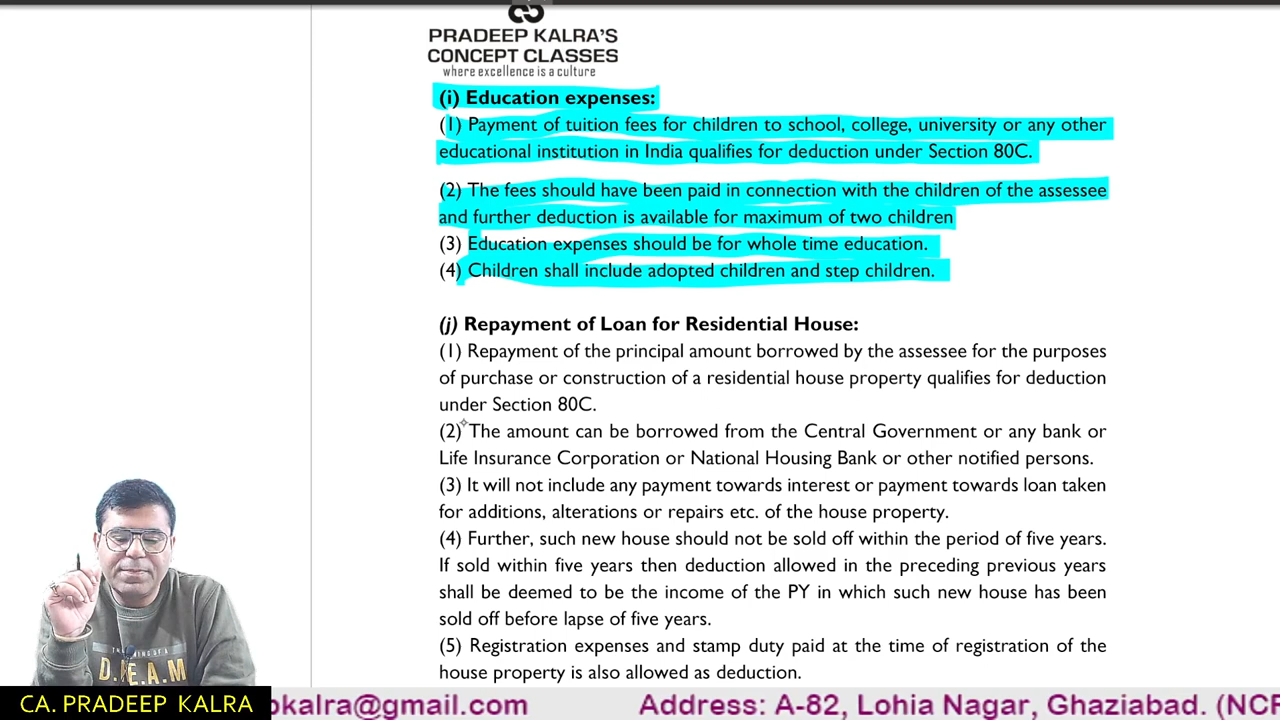 PRADEEP KALRA'S
CONCEPT CLASSES
where excellence is a culture
(i) Education expenses:
(1) Payment of tuition fees for children to school, college, university or any other
educational institution in India qualifies for deduction under Section 80C.
(2) The fees should have been paid in connection with the children of the assessee
and further deduction is available for maximum of two children
(3) Education expenses should be for whole time education.
(4) Children shall include adopted children and step children.
(j) Repayment of Loan for Residential House:
(1) Repayment of the principal amount borrowed by the assessee for the purposes
of purchase or construction of a residential house property qualifies for deduction
under Section 80C.
(2) The amount can be borrowed from the Central Government or any bank or
Life Insurance Corporation or National Housing Bank or other notified persons.
(3) It will not include any payment towards interest or payment towards loan taken
for additions, alterations or repairs etc. of the house property.
(4) Further, such new house should not be sold off within the period of five years.
If sold within five years then deduction allowed in the preceding previous years
shall be deemed to be the income of the PY in which such new house has been
sold off before lapse of five years.
(5) Registration expenses and stamp duty paid at the time of registration of the
house property is also allowed as deduction.
CA. PRADEEP KALRA
okalra@gmail.com Address: A-82, Lohia Nagar, Ghaziabad. (NCR